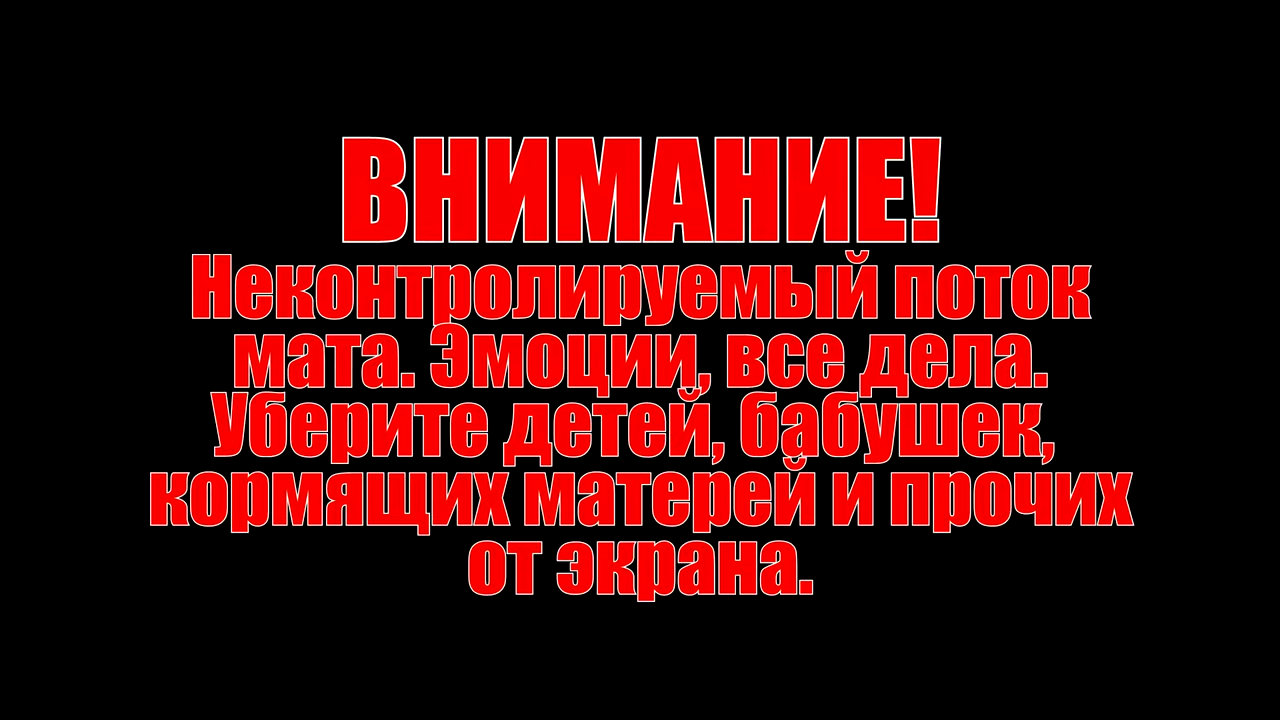 ВНИМАНИЕ!
Неконтролируемый поток
мата. Эмоции, все дела.
Уберите детей, бабушек,
кормящих матерей и прочих
от экрана.